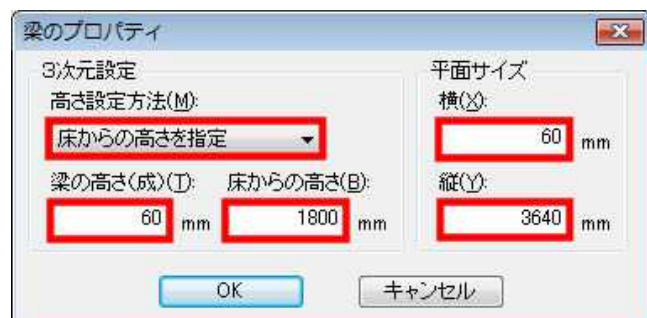 梁のプロパティ
3次元設定
高さ設定方法(M):
床からの高さを指定
梁の高さ(成)(T): 床からの高さ(B):
60 mm 1800 mm
平面サイズ
横(X):
60 mm
縦(Y):
3640 mm
OK キャンセル